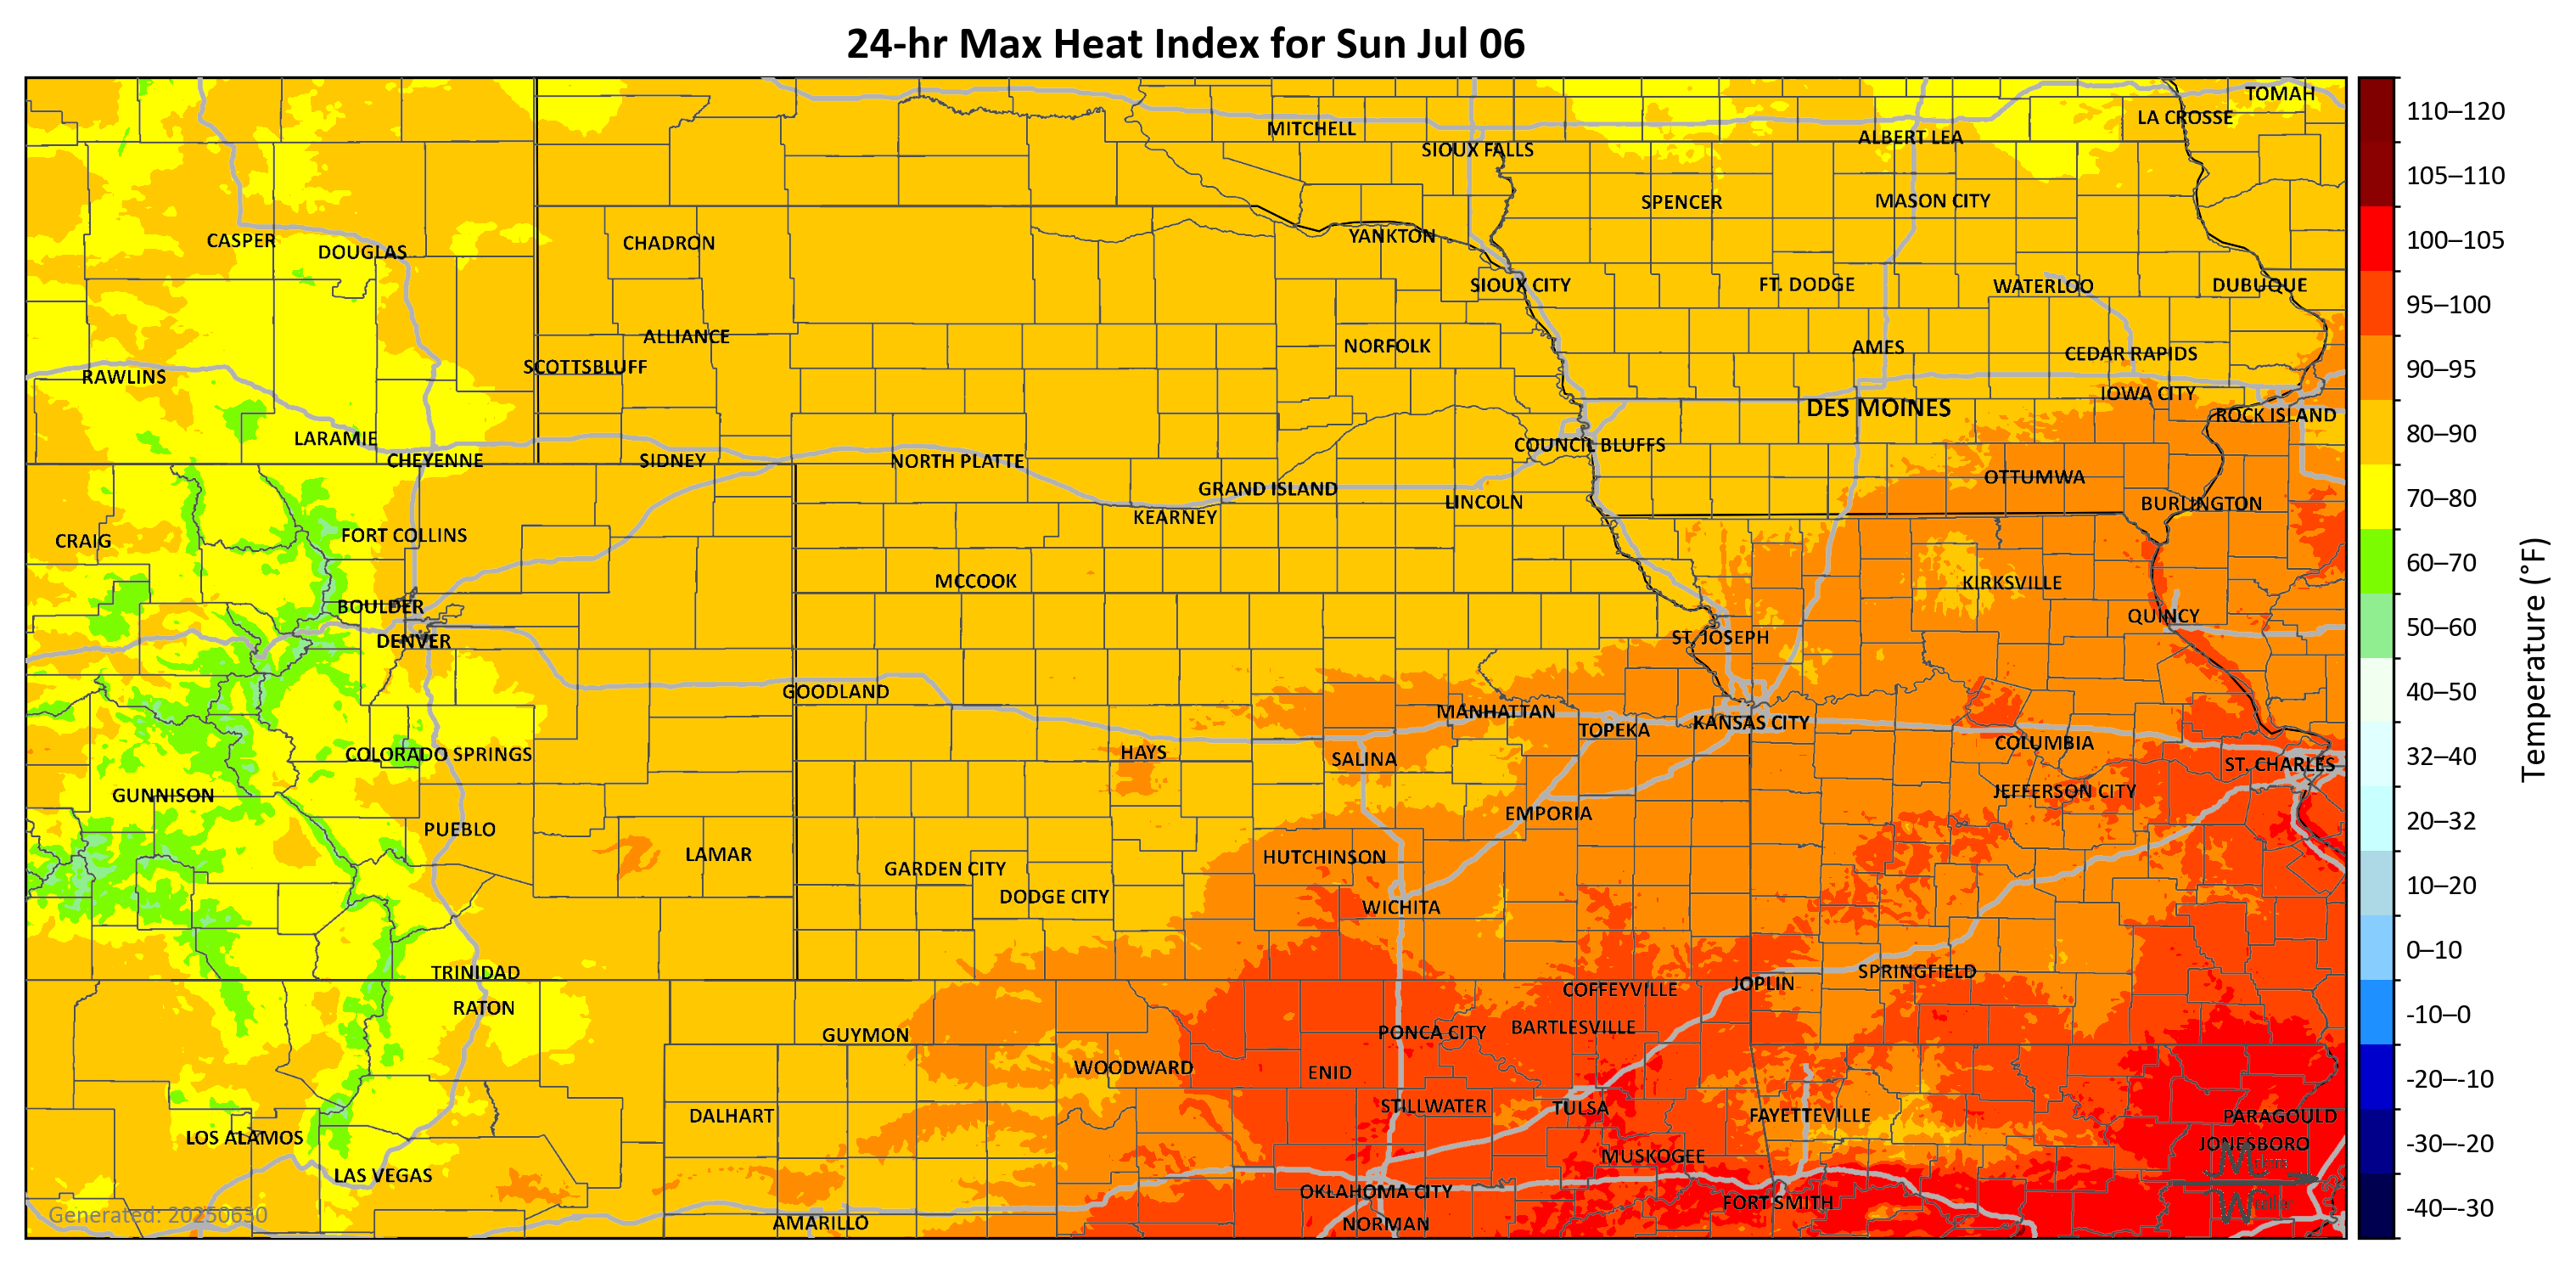 24-hr Max Heat Index for Sun Jul 06
TOMAH
LA CROSSE
MITCHELL
ALBERT LEA
SIOUX FALLS
SPENCER
MASON CITY
YANKTON
CASPER
CHADRON
DOUGLAS
SIOUX CITY
FT. DODGE
WATERLOO
DUBUQUE
ALLIANCE
NORFOLK
AMES
CEDAR RAPIDS
SCOTTSBLUFF
RAWLINS
IOWA CITY
DES MOINES
ROCK ISLAND
LARAMIE
COUNCIL BLUFFS
CHEYENNE
SIDNEY
NORTH PLATTE
OTTUMWA
GRAND ISLAND
LINCOLN
BURLINGTON
KEARNEY
FORT COLLINS
CRAIG
MCCOOK
KIRKSVILLE
BOULDER
QUINCY
DENVER
ST. JOSEPH
GOODLAND
MANHATTAN
KANSAS CITY
TOPEKA
COLUMBIA
COLORADO SPRINGS
HAYS
SALINA
ST. CHARLES
GUNNISON
JEFFERSON CITY
EMPORIA
PUEBLO
LAMAR
HUTCHINSON
GARDEN CITY
DODGE CITY
WICHITA
TRINIDAD
SPRINGFIELD
JOPLIN
COFFEYVILLE
RATON
BARTLESVILLE
PONCA CITY
GUYMON
WOODWARD
ENID
STILLWATER
TULSA
DALHART
FAYETTEVILLE
PARAGOULD
LOS ALAMOS
JONESBORO
MUSKOGEE
LAS VEGAS
OKLAHOMA CITY
FORT SMITH
AMARILLO
NORMAN
Generated: 20250630
110–120
105–110
100–105
95–100
90–95
80–90
70–80
60–70
50–60
40–50
32–40
20–32
10–20
0–10
-10–0
-20–-10
-30–-20
-40–-30
Temperature (°F)